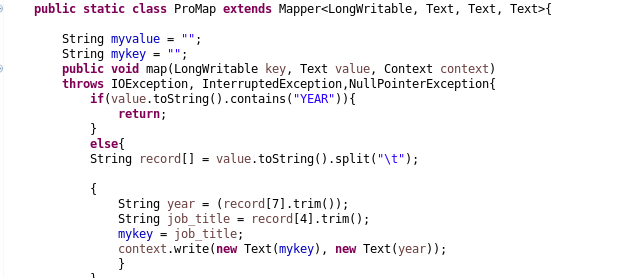 public static class ProMap extends Mapper<LongWritable, Text, Text, Text>{
String myvalue = "";
String mykey = "";
public void map(LongWritable key, Text value, Context context)
throws IOException, InterruptedException,NullPointerException{
if(value.toString().contains("YEAR")){
return;
}
else{
String record[] = value.toString().split("\t");
{
String year = (record[7].trim());
String job_title = record[4].trim();
mykey = job_title;
context.write(new Text(mykey), new Text(year));
}
}